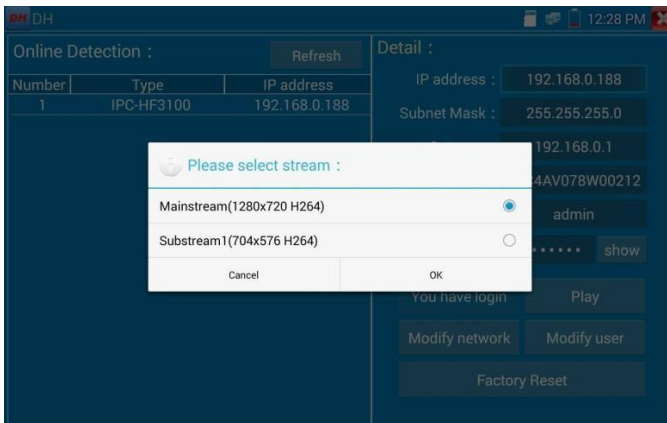 DH DH
12:28 PM
Online Detection :
Refresh
Number Type IP address
1 IPC-HF3100 192.168.0.188
Detail :
IP address : 192.168.0.188
Subnet Mask : 255.255.255.0
192.168.0.1
4AV078W00212
admin
show
You have login Play
Modify network Modify user
Factory Reset
Please select stream :
Mainstream(1280x720 H264)
Substream1(704x576 H264)
Cancel OK